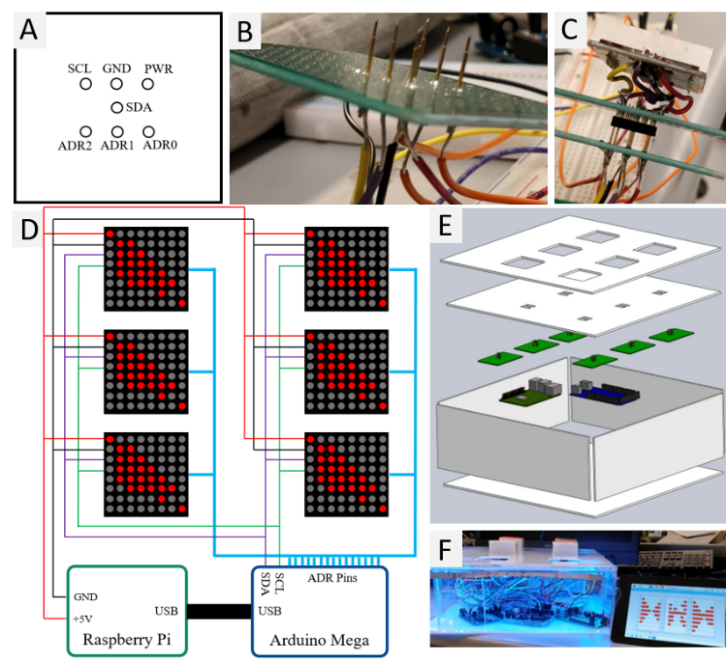 A
SCL GND PWR
SDA
ADR2 ADR1 ADR0
B
C
D
E
F
SDA
SCL
ADR Pins
GND
+5V
USB
Raspberry Pi
USB
Arduino Mega